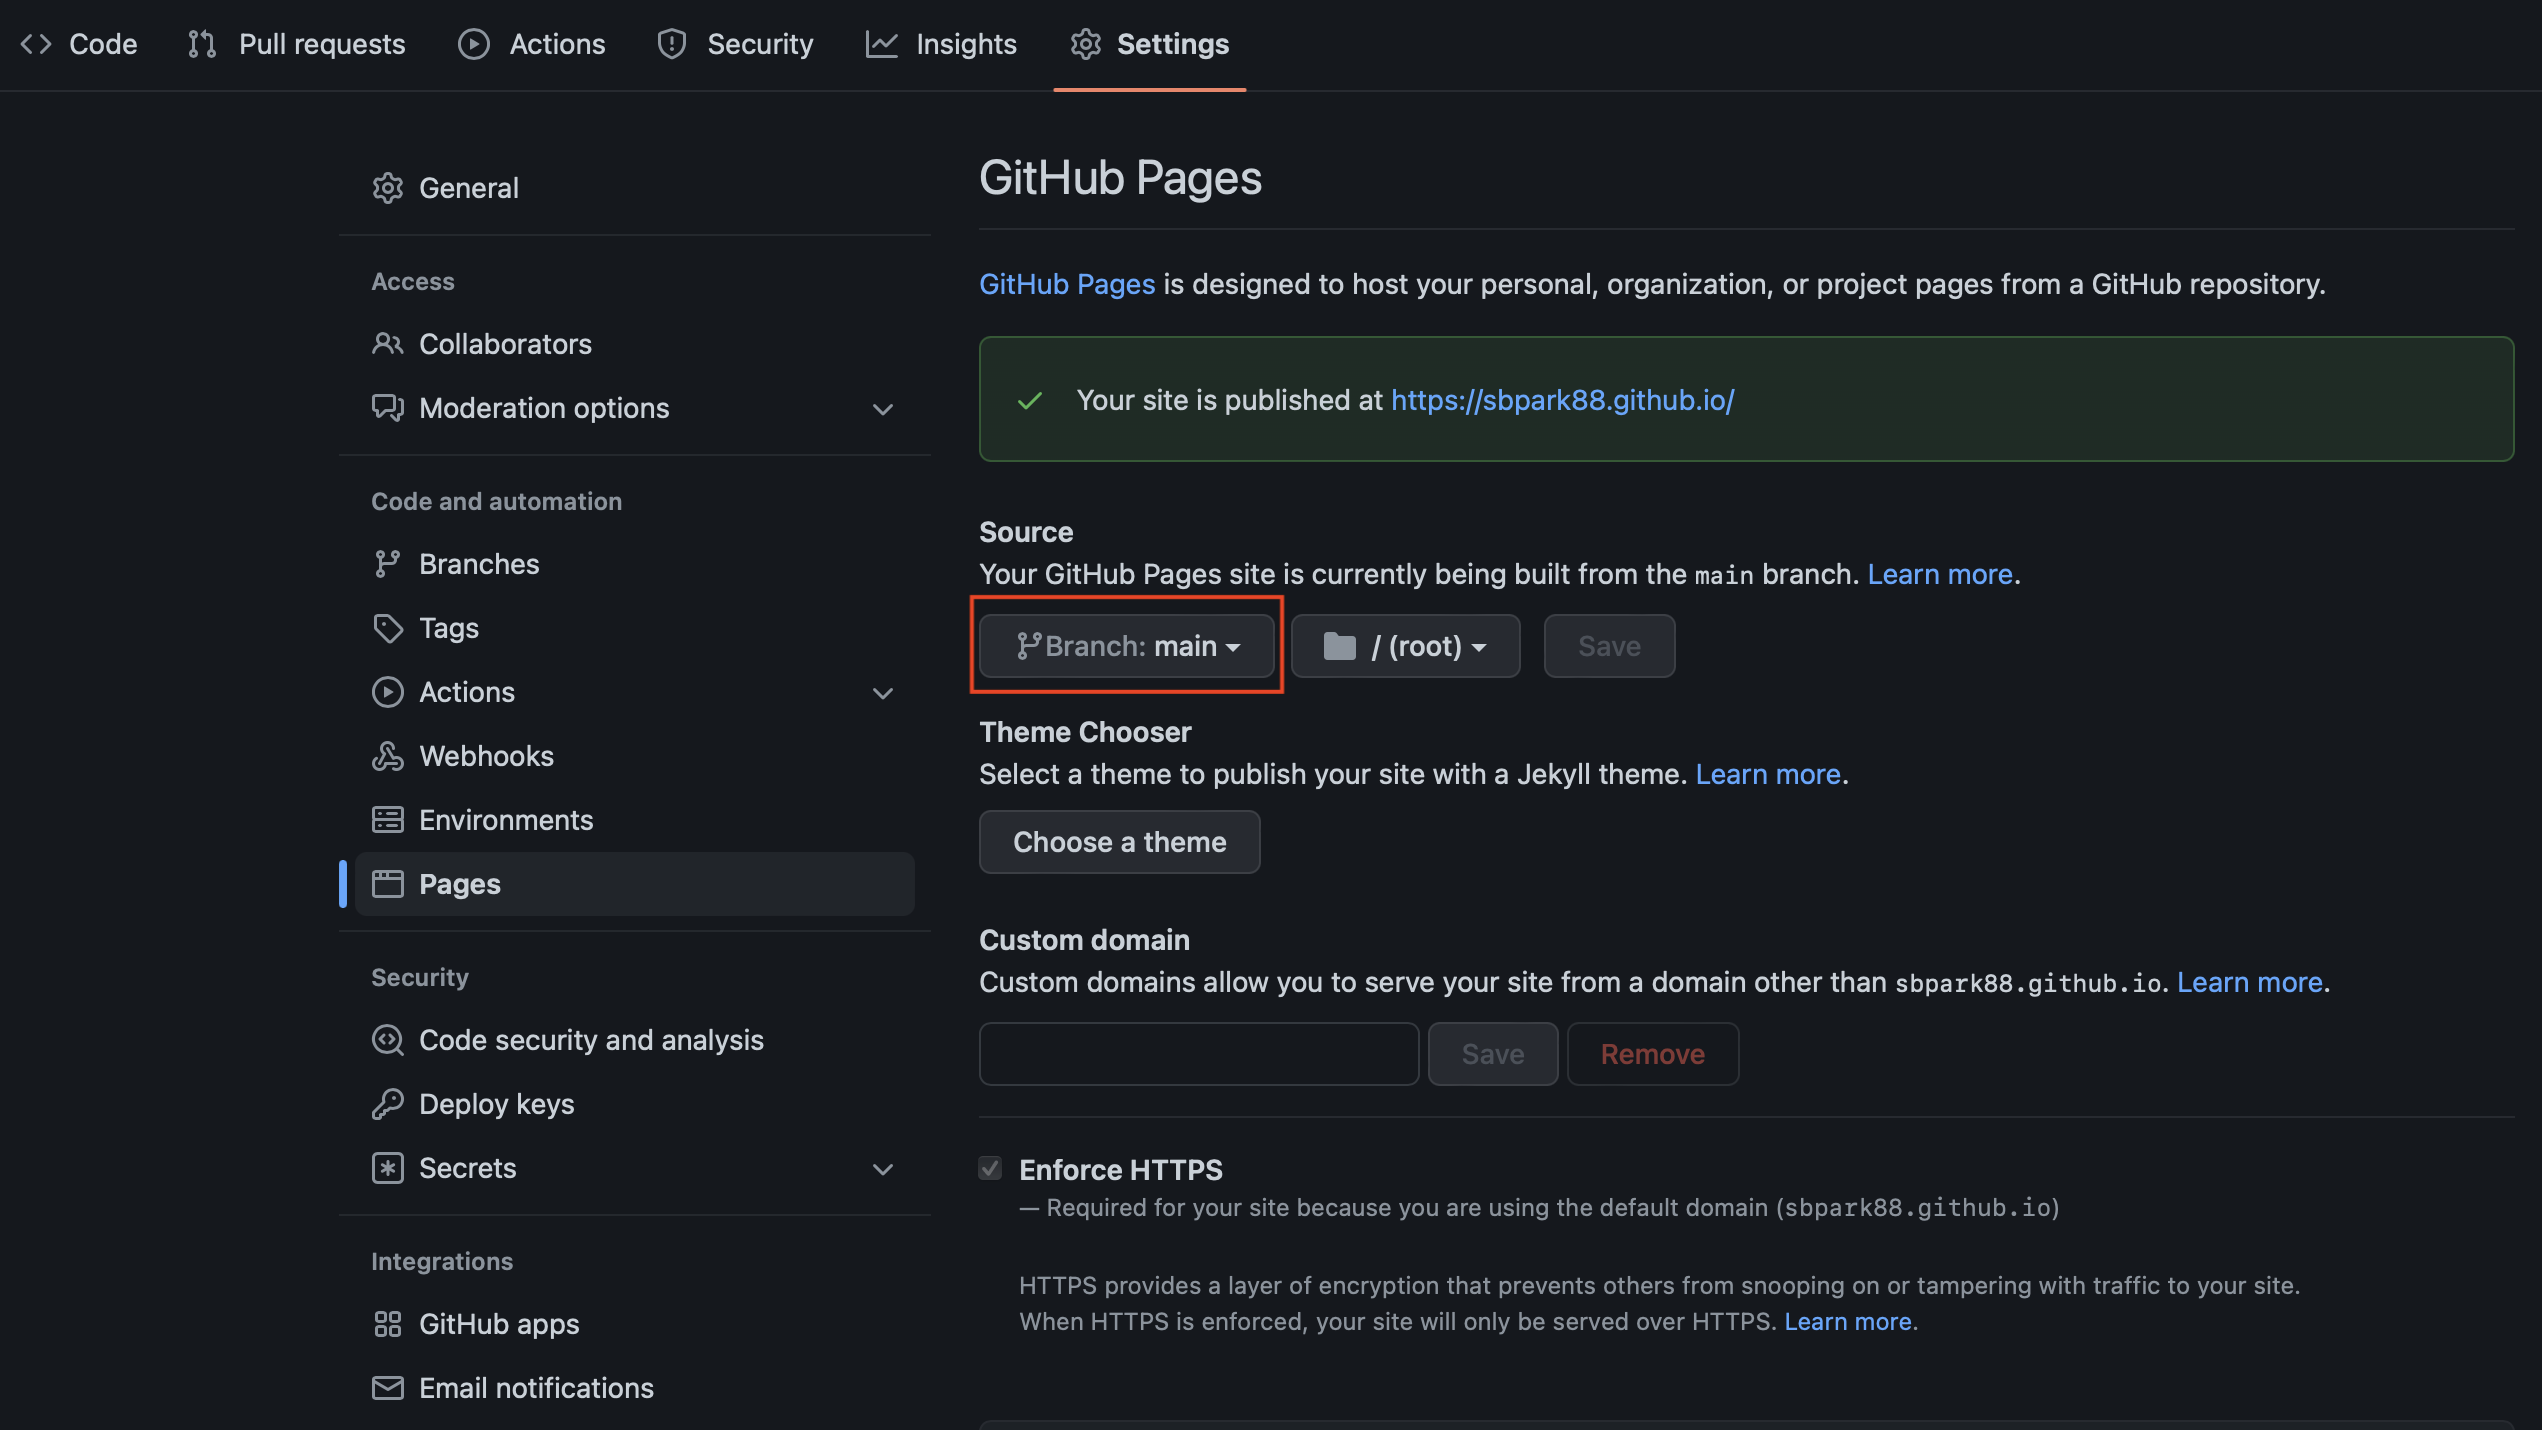 Code Pull requests Actions Security Insights Settings
General
Access
Collaborators
Moderation options
Code and automation
Branches
Tags
Actions
Webhooks
Environments
Pages
Security
Code security and analysis
Deploy keys
Secrets
Integrations
GitHub apps
Email notifications
GitHub Pages
GitHub Pages is designed to host your personal, organization, or project pages from a GitHub repository.
Your site is published at https://sbpark88.github.io/
Source
Your GitHub Pages site is currently being built from the main branch. Learn more.
Branch: main / (root) Save
Theme Chooser
Select a theme to publish your site with a Jekyll theme. Learn more.
Choose a theme
Custom domain
Custom domains allow you to serve your site from a domain other than sbpark88.github.io. Learn more.
Save Remove
Enforce HTTPS
— Required for your site because you are using the default domain (sbpark88.github.io)
HTTPS provides a layer of encryption that prevents others from snooping on or tampering with traffic to your site.
When HTTPS is enforced, your site will only be served over HTTPS. Learn more.